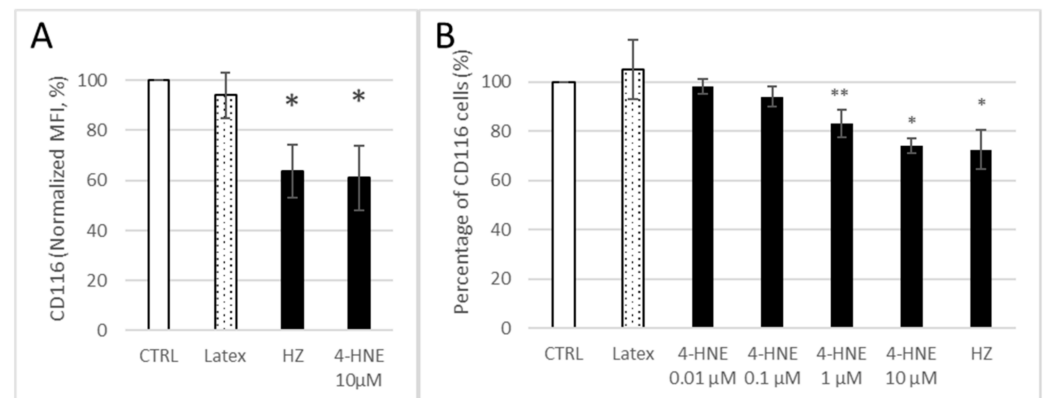 A
CD116 (Normalized MFI, %)
100
80
60
40
20
0
*
*
CTRL Latex HZ 4-HNE
10μM
B
Percentage of CD116 cells (%)
100
80
60
40
20
0
**
*
*
CTRL Latex 4-HNE 4-HNE 4-HNE 4-HNE HZ
0.01 μM 0.1 μM 1 μM 10 μM